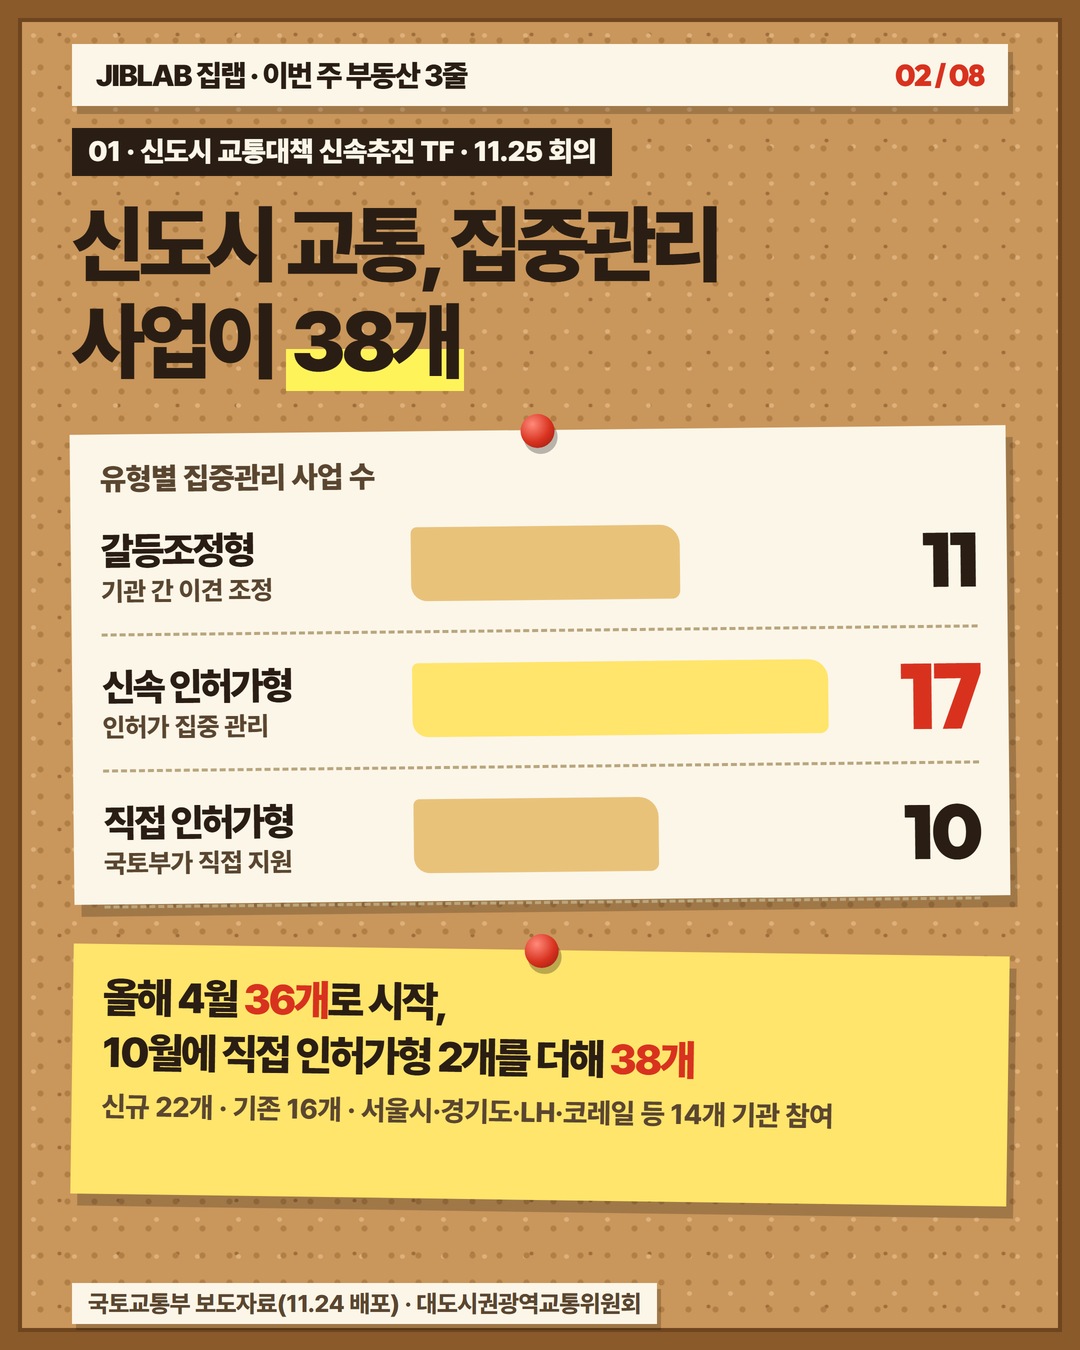 JIBLAB 집랩 · 이번 주 부동산 3줄
02 / 08
01 · 신도시 교통대책 신속추진 TF · 11.25 회의
신도시 교통, 집중관리
사업이 38개
유형별 집중관리 사업 수
갈등조정형
기관 간 이견 조정
11
신속 인허가형
인허가 집중 관리
17
직접 인허가형
국토부가 직접 지원
10
올해 4월 36개로 시작,
10월에 직접 인허가형 2개를 더해 38개
신규 22개 · 기존 16개 · 서울시·경기도·LH·코레일 등 14개 기관 참여
국토교통부 보도자료(11.24 배포) · 대도시권광역교통위원회